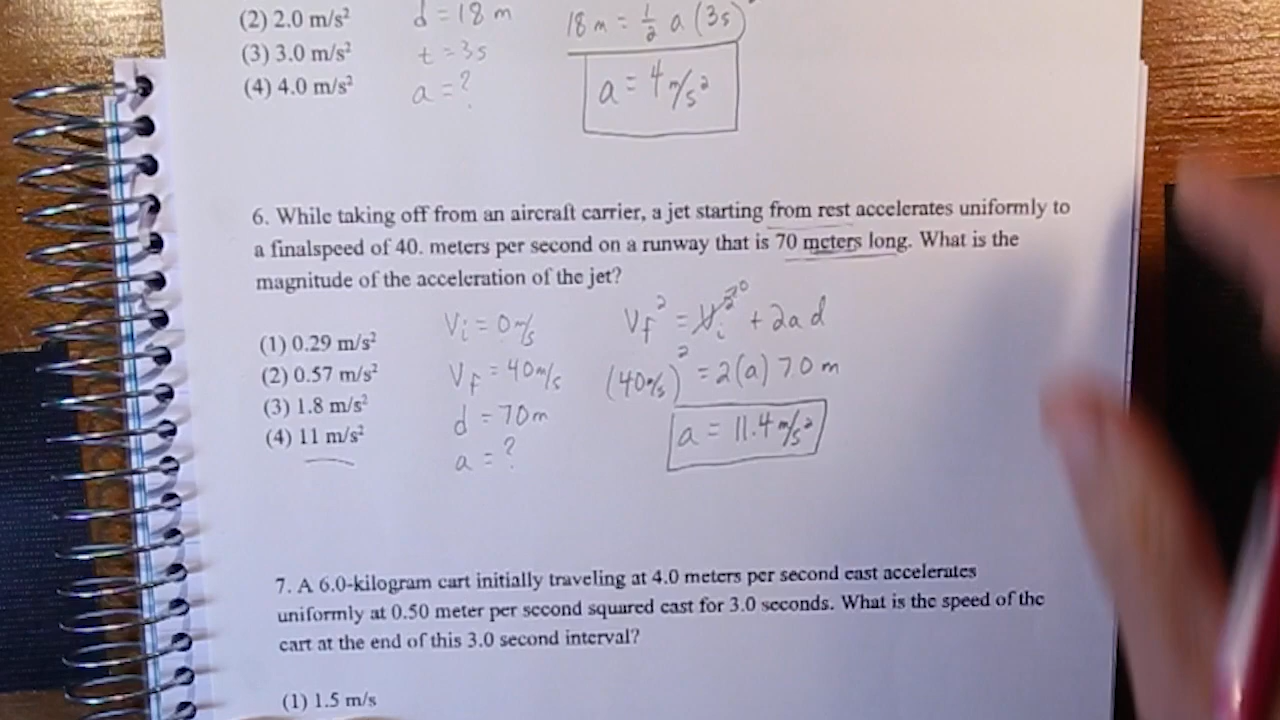 (2) 2.0 m/s² d = 18 m 18 m = 1/2 a (3s)
(3) 3.0 m/s² t = 3s
(4) 4.0 m/s² a = ? a = 4 m/s²
6. While taking off from an aircraft carrier, a jet starting from rest accelerates uniformly to
a finalspeed of 40. meters per second on a runway that is 70 meters long. What is the
magnitude of the acceleration of the jet?
(1) 0.29 m/s² Vi = 0 m/s Vf² = Vi² →0 + 2ad
(2) 0.57 m/s² Vf = 40 m/s (40 m/s)² = 2(a) 70 m
(3) 1.8 m/s² d = 70 m a = 11.4 m/s²
(4) 11 m/s² a = ?
7. A 6.0-kilogram cart initially traveling at 4.0 meters per second east accelerates
uniformly at 0.50 meter per second squared east for 3.0 seconds. What is the speed of the
cart at the end of this 3.0 second interval?
(1) 1.5 m/s